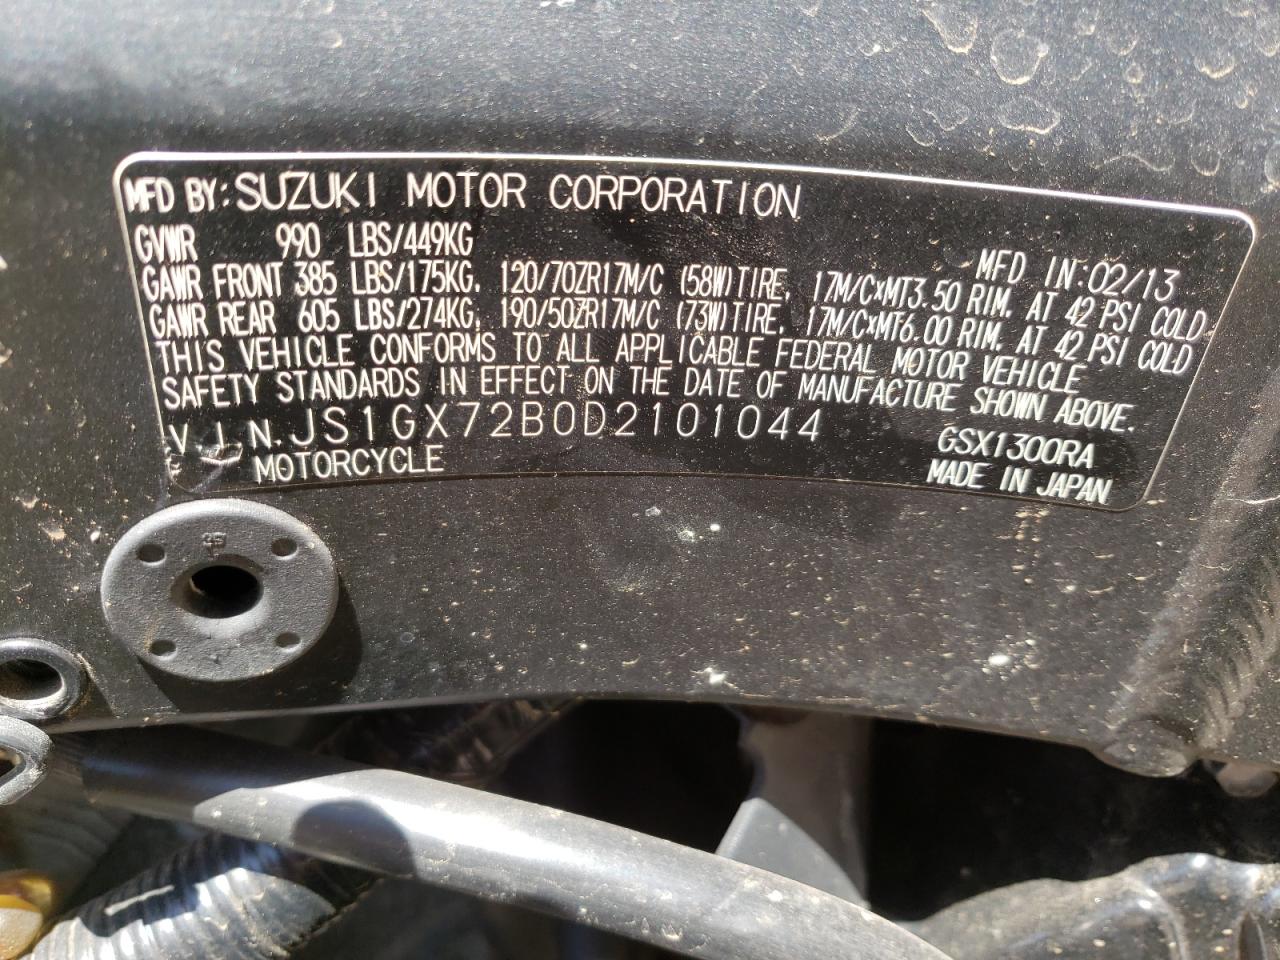 MFD BY: SUZUKI MOTOR CORPORATION
GVWR 990 LBS/449KG MFD IN: 02/13
GAWR FRONT 385 LBS/175KG. 120/70ZR17M/C (58W)TIRE. 17M/C×MT3.50 RIM. AT 42 PSI COLD
GAWR REAR 605 LBS/274KG. 190/50ZR17M/C (73W)TIRE. 17M/C×MT6.00 RIM. AT 42 PSI COLD
THIS VEHICLE CONFORMS TO ALL APPLICABLE FEDERAL MOTOR VEHICLE
SAFETY STANDARDS IN EFFECT ON THE DATE OF MANUFACTURE SHOWN ABOVE.
V.I.N. JS1GX72B0D2101044 GSX1300RA
MOTORCYCLE MADE IN JAPAN